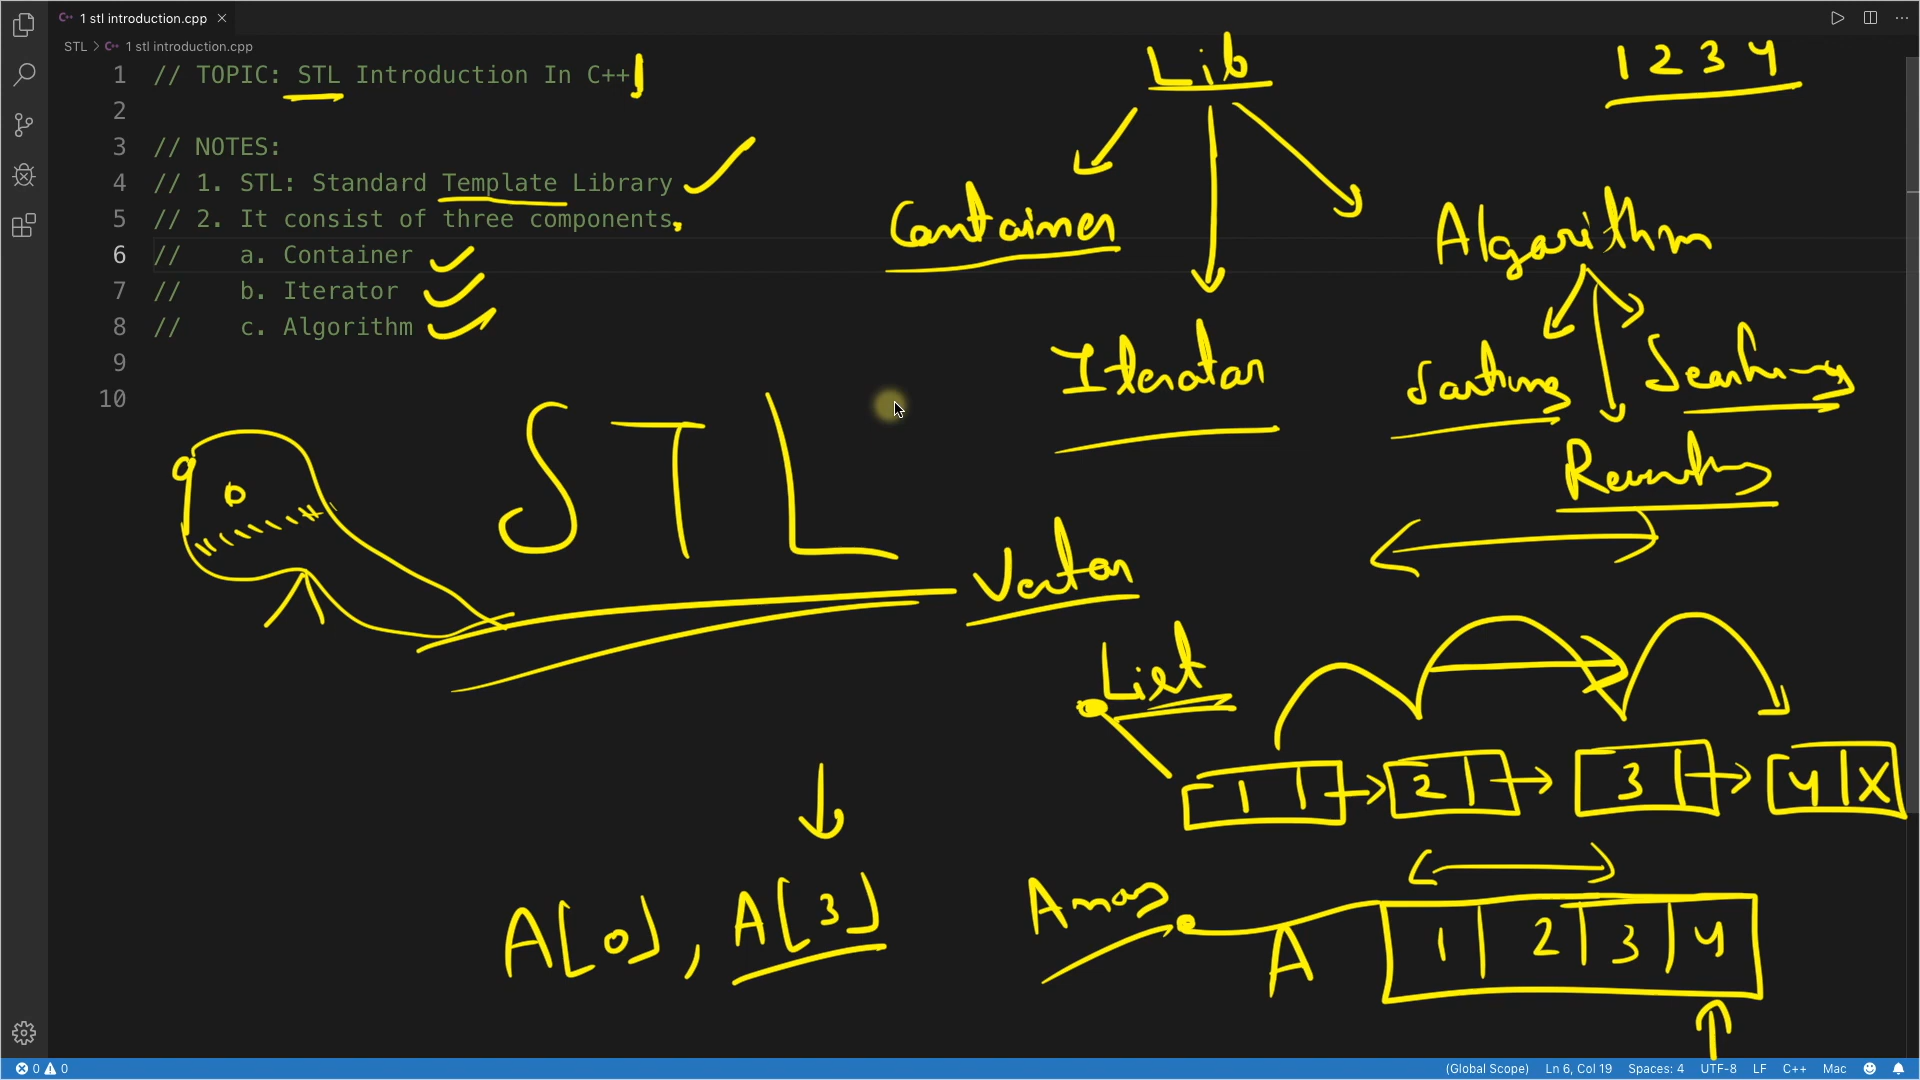 1 stl introduction.cpp
STL > 1 stl introduction.cpp
1 // TOPIC: STL Introduction In C++
2
3 // NOTES:
4 // 1. STL: Standard Template Library
5 // 2. It consist of three components.
6 // a. Container
7 // b. Iterator
8 // c. Algorithm
9
10
Lib
1 2 3 4
Container
Algorithm
Iterator
Sorting
Searching
STL
Vector
List
1
2
3
4 X
A[0], A[3]
Array
A
1 2 3 4
0 0
(Global Scope) Ln 6, Col 19 Spaces: 4 UTF-8 LF C++ Mac